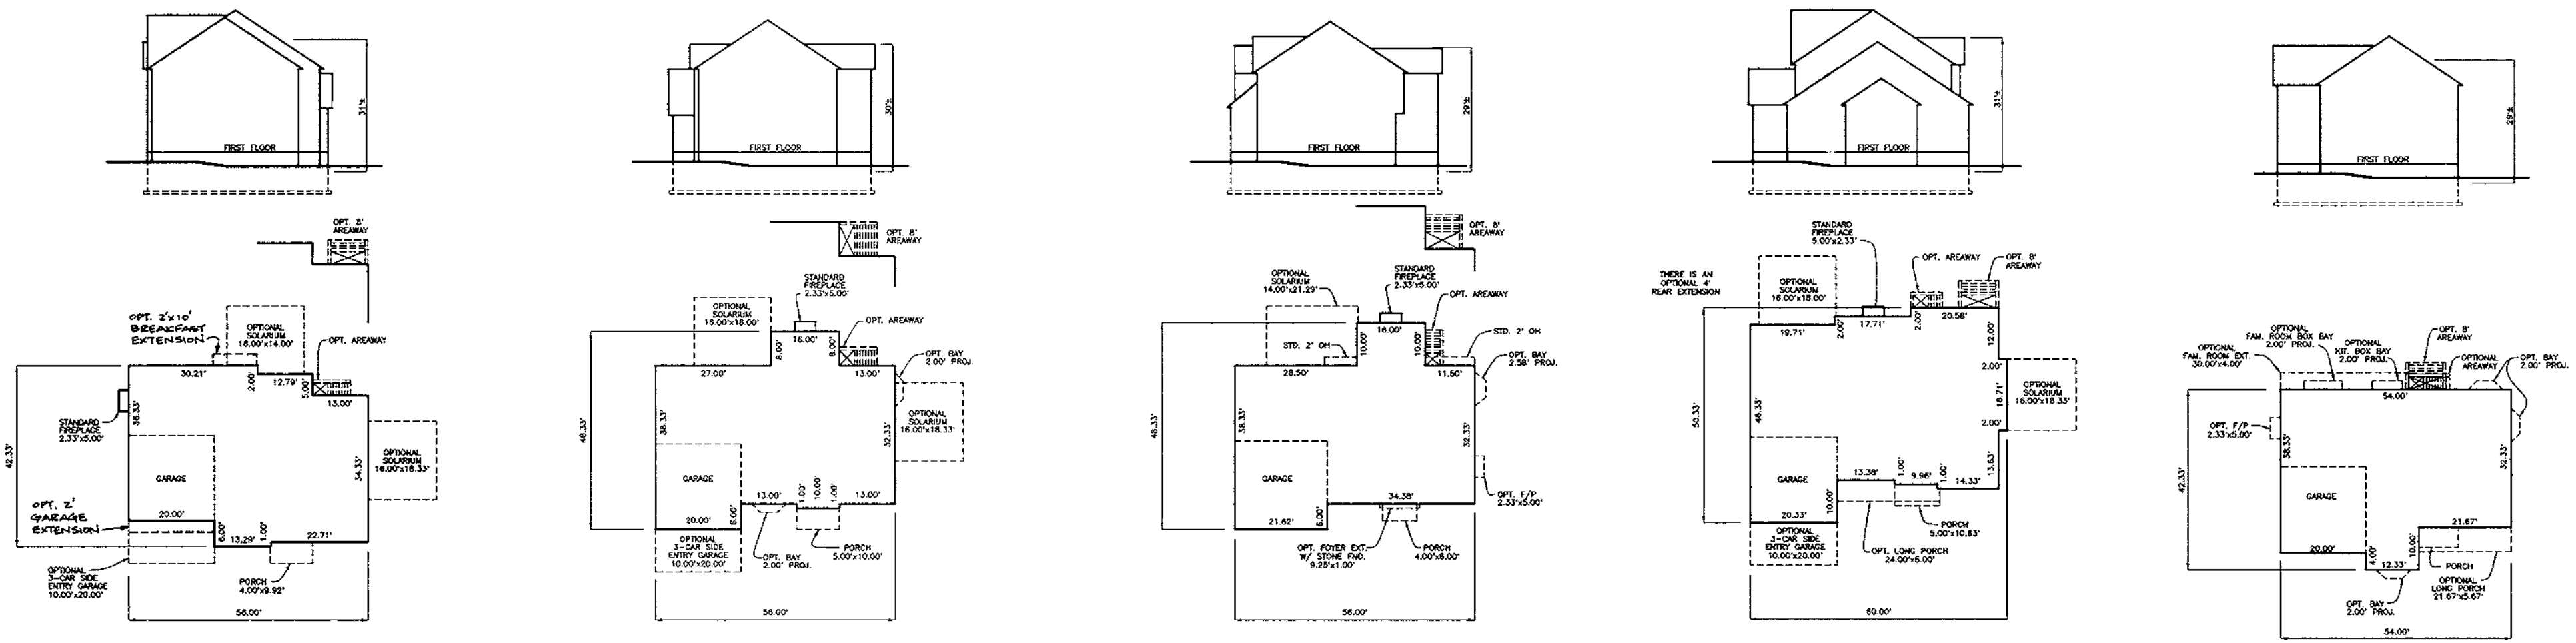 31'±
FIRST FLOOR
OPT. 8'
AREAWAY
OPT. 2'x10'
BREAKFAST
EXTENSION
OPTIONAL
SOLARIUM
18.00'x14.00'
OPT. AREAWAY
30.21'
2.00'
12.79'
5.00'
13.00'
STANDARD
FIREPLACE
2.33'x5.00'
36.33'
42.33'
GARAGE
OPTIONAL
SOLARIUM
16.00'x18.33'
34.33'
OPT. 2'
GARAGE
EXTENSION
20.00'
6.00'
13.29'
1.00'
22.71'
OPTIONAL
3-CAR SIDE
ENTRY GARAGE
10.00'x20.00'
PORCH
4.00'x9.92'
56.00'
30'±
FIRST FLOOR
OPT. 8'
AREAWAY
STANDARD
FIREPLACE
2.33'x5.00'
OPTIONAL
SOLARIUM
16.00'x18.00'
OPT. AREAWAY
16.00'
8.00'
8.00'
OPT. BAY
2.00' PROJ.
27.00'
13.00'
OPTIONAL
SOLARIUM
16.00'x18.33'
48.33'
38.33'
32.33'
GARAGE
13.00'
1.00'
10.00'
1.00'
13.00'
20.00'
6.00'
OPTIONAL
3-CAR SIDE
ENTRY GARAGE
10.00'x20.00'
OPT. BAY
2.00' PROJ.
PORCH
5.00'x10.00'
56.00'
29'±
FIRST FLOOR
OPT. 8'
AREAWAY
OPTIONAL
SOLARIUM
14.00'x21.29'
STANDARD
FIREPLACE
2.33'x5.00'
OPT. AREAWAY
16.00'
STD. 2' OH
10.00'
10.00'
STD. 2' OH
OPT. BAY
2.58' PROJ.
28.50'
11.50'
48.33'
38.33'
32.33'
GARAGE
34.38'
OPT. F/P
2.33'x5.00'
21.62'
6.00'
OPT. FOYER EXT.
W/ STONE FND.
9.25'x1.00'
PORCH
4.00'x8.00'
56.00'
31'±
FIRST FLOOR
STANDARD
FIREPLACE
5.00'x2.33'
THERE IS AN
OPTIONAL 4'
REAR EXTENSION
OPTIONAL
SOLARIUM
16.00'x18.00'
OPT. AREAWAY
OPT. 8'
AREAWAY
19.71'
2.00'
17.71'
2.00'
20.58'
12.00'
2.00'
OPTIONAL
SOLARIUM
16.00'x18.33'
18.71'
2.00'
50.33'
46.33'
GARAGE
13.38'
1.00'
9.96'
1.00'
14.33'
13.63'
20.33'
10.00'
OPTIONAL
3-CAR SIDE
ENTRY GARAGE
10.00'x20.00'
OPT. LONG PORCH
24.00'x5.00'
PORCH
5.00'x10.83'
60.00'
29'±
FIRST FLOOR
OPTIONAL
FAM. ROOM BOX BAY
2.00' PROJ.
OPTIONAL
KIT. BOX BAY
2.00' PROJ.
OPT. 8'
AREAWAY
OPTIONAL
FAM. ROOM EXT.
30.00'x4.00'
OPTIONAL
AREAWAY
OPT. BAY
2.00' PROJ.
54.00'
OPT. F/P
2.33'x5.00'
42.33'
38.33'
32.33'
GARAGE
21.67'
20.00'
4.00'
10.00'
12.33'
PORCH
OPTIONAL
LONG PORCH
21.67'x5.67'
OPT. BAY
2.00' PROJ.
54.00'